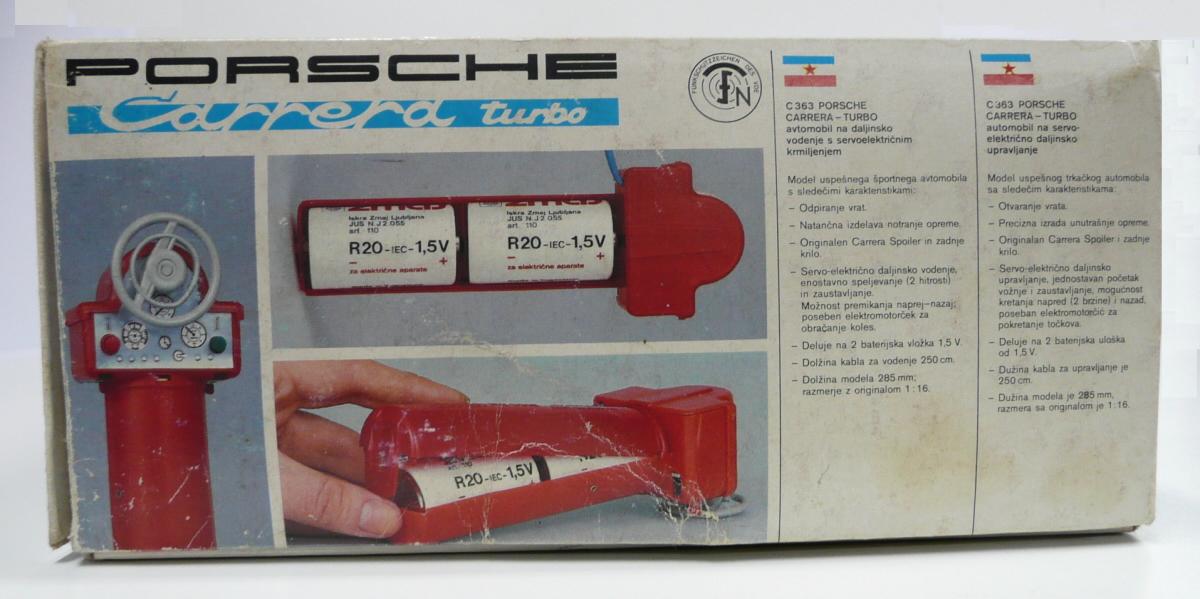 PORSCHE
Carrera turbo
FUNKSCHUTZZEICHEN DES VDE
FN
Iskra Zmaj Ljubljana
JUS N.J2.055
art. 110
R20-IEC-1,5V
za električne aparate
Iskra Zmaj Ljubljana
JUS N.J2.055
art. 110
R20-IEC-1,5V
- +
za električne aparate
R20-IEC-1,5V
C 363 PORSCHE
CARRERA – TURBO
avtomobil na daljinsko
vodenje s servoelektričnim
krmiljenjem
Model uspešnega športnega avtomobila
s sledečimi karakteristikami:
– Odpiranje vrat.
– Natančna izdelava notranje opreme.
– Originalen Carrera Spoiler in zadnje
krilo.
– Servo-električno daljinsko vodenje,
enostavno speljevanje (2 hitrosti)
in zaustavljanje.
Možnost premikanja naprej-nazaj;
poseben elektromotorček za
obračanje koles.
– Deluje na 2 baterijska vložka 1,5 V.
– Dolžina kabla za vodenje 250 cm.
– Dolžina modela 285 mm;
razmerje z originalom 1 : 16.
C 363 PORSCHE
CARRERA – TURBO
automobil na servo-
električno daljinsko
upravljanje
Model uspešnog trkačkog automobila
sa sledećim karakteristikama:
– Otvaranje vrata.
– Precizna izrada unutrašnje opreme.
– Originalan Carrera Spoiler i zadnje
krilo.
– Servo-električno daljinsko
upravljanje, jednostavan početak
vožnje i zaustavljanje, mogućnost
kretanja napred (2 brzine) i nazad,
poseban elektromotorčić za
pokretanje točkova.
– Deluje na 2 baterijska uloška
od 1,5 V.
– Dužina kabla za upravljanje je
250 cm.
– Dužina modela je 285 mm,
razmera sa originalom je 1 : 16.